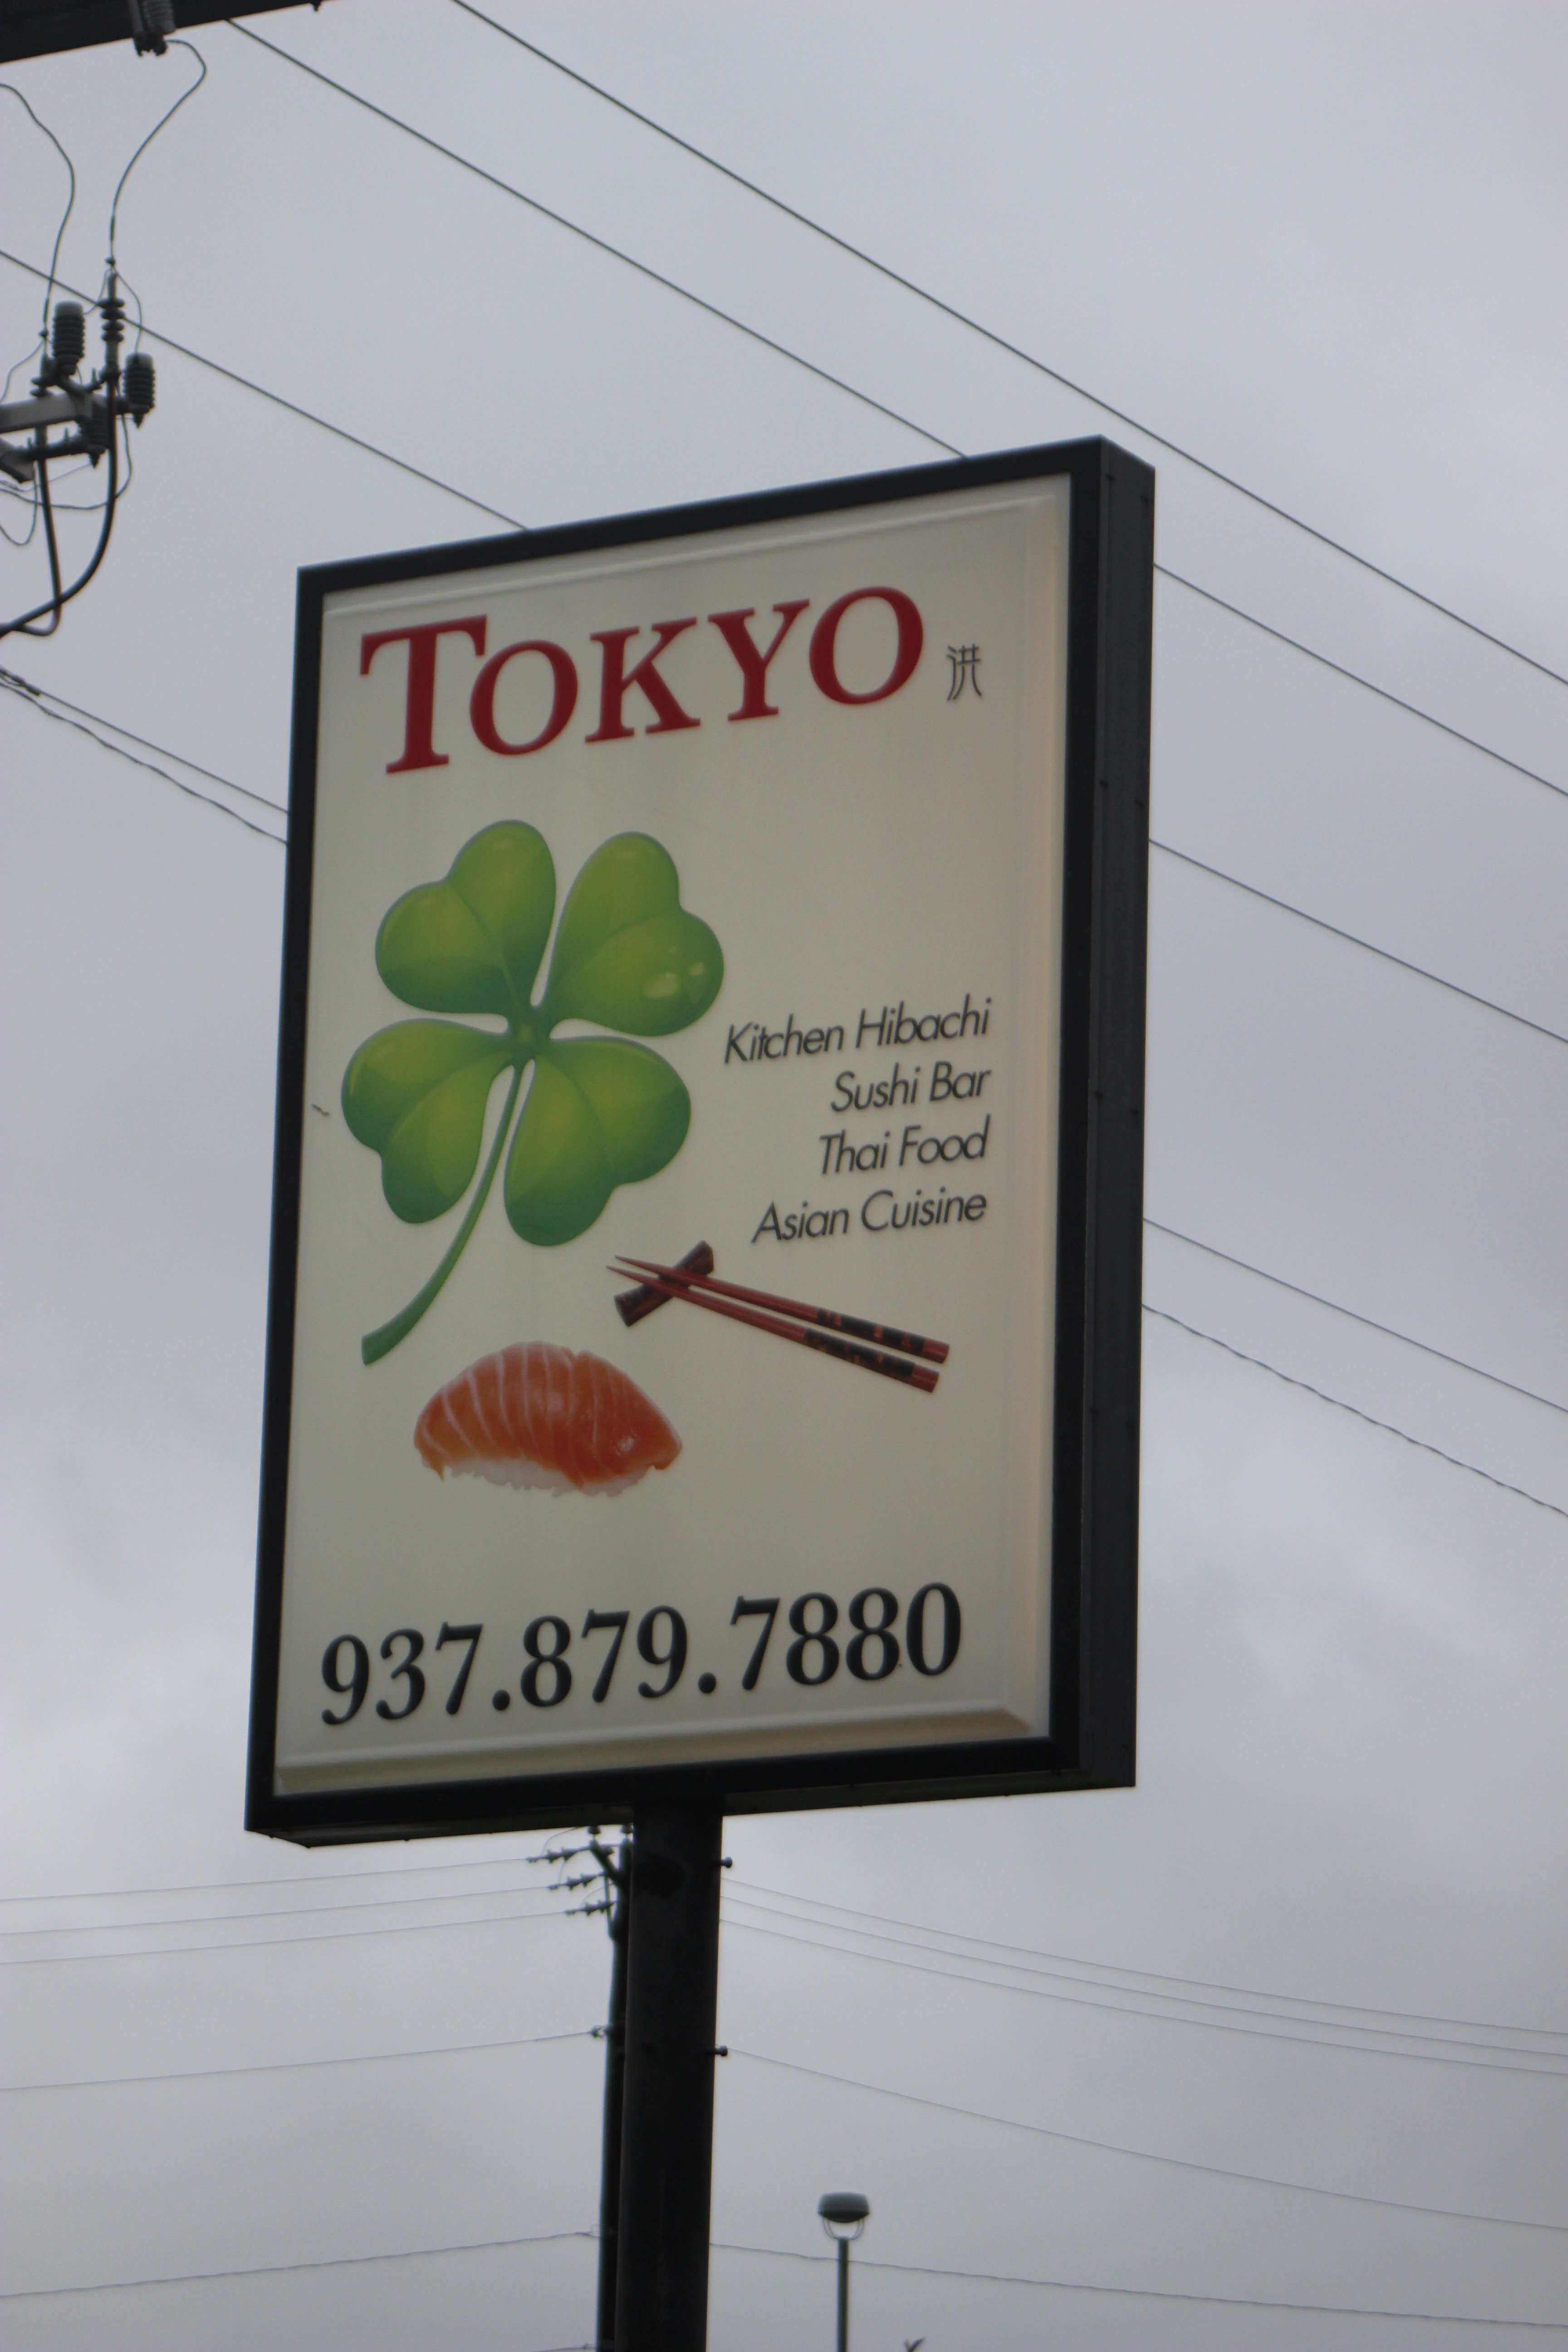 TOKYO 洪
Kitchen Hibachi
Sushi Bar
Thai Food
Asian Cuisine
937.879.7880